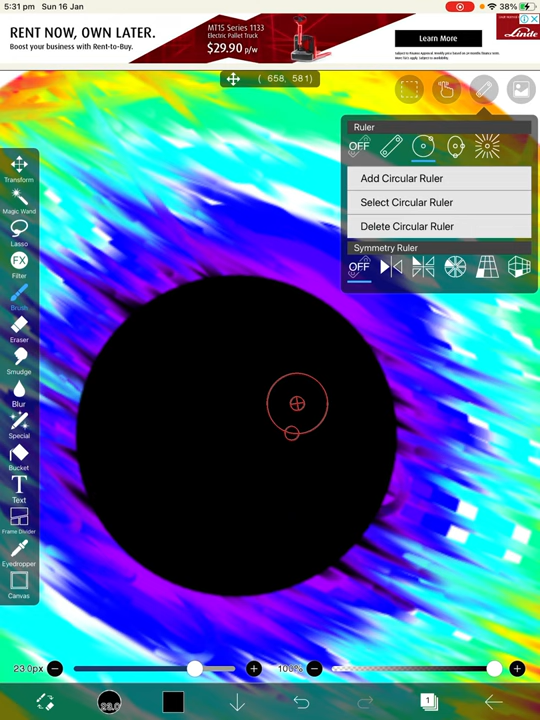 5:31 pm Sun 16 Jan
38%
RENT NOW, OWN LATER.
Boost your business with Rent-to-Buy.
MT15 Series 1133
Electric Pallet Truck
$29.90 p/w
Learn More
Linde
( 658, 581)
Ruler
OFF
Add Circular Ruler
Select Circular Ruler
Delete Circular Ruler
Symmetry Ruler
OFF
Transform
Magic Wand
Lasso
FX
Filter
Brush
Eraser
Smudge
Blur
Special
Bucket
T
Text
Frame Divider
Eyedropper
Canvas
23.0px
100%
23.0
1